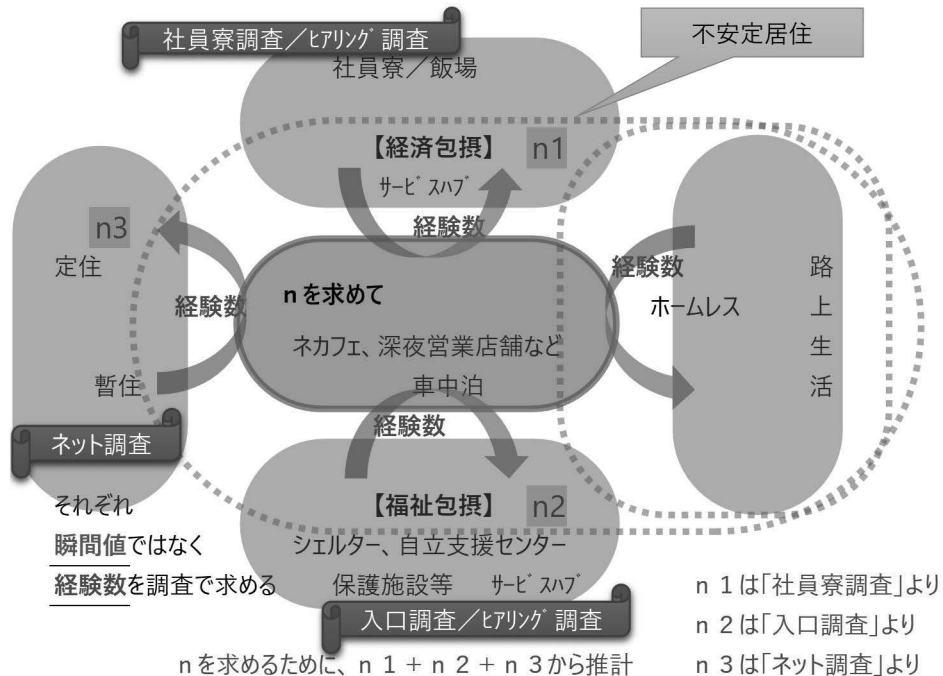 社員寮調査／ヒアリング調査
不安定居住
社員寮／飯場
【経済包摂】 n1
サービスハブ
経験数
n3
定住
経験数
暂住
nを求めて
ネカフェ、深夜営業店舗など
車中泊
経験数
経験数
ホームレス
路上生活
ネット調査
【福祉包摂】 n2
シェルター、自立支援センター
保護施設等 サービスハブ
入口調査／ヒアリング調査
それぞれ
瞬間値ではなく
経験数を調査で求める
nを求めるために、n１＋n２＋n３から推計
n１は「社員寮調査」より
n２は「入口調査」より
n３は「ネット調査」より